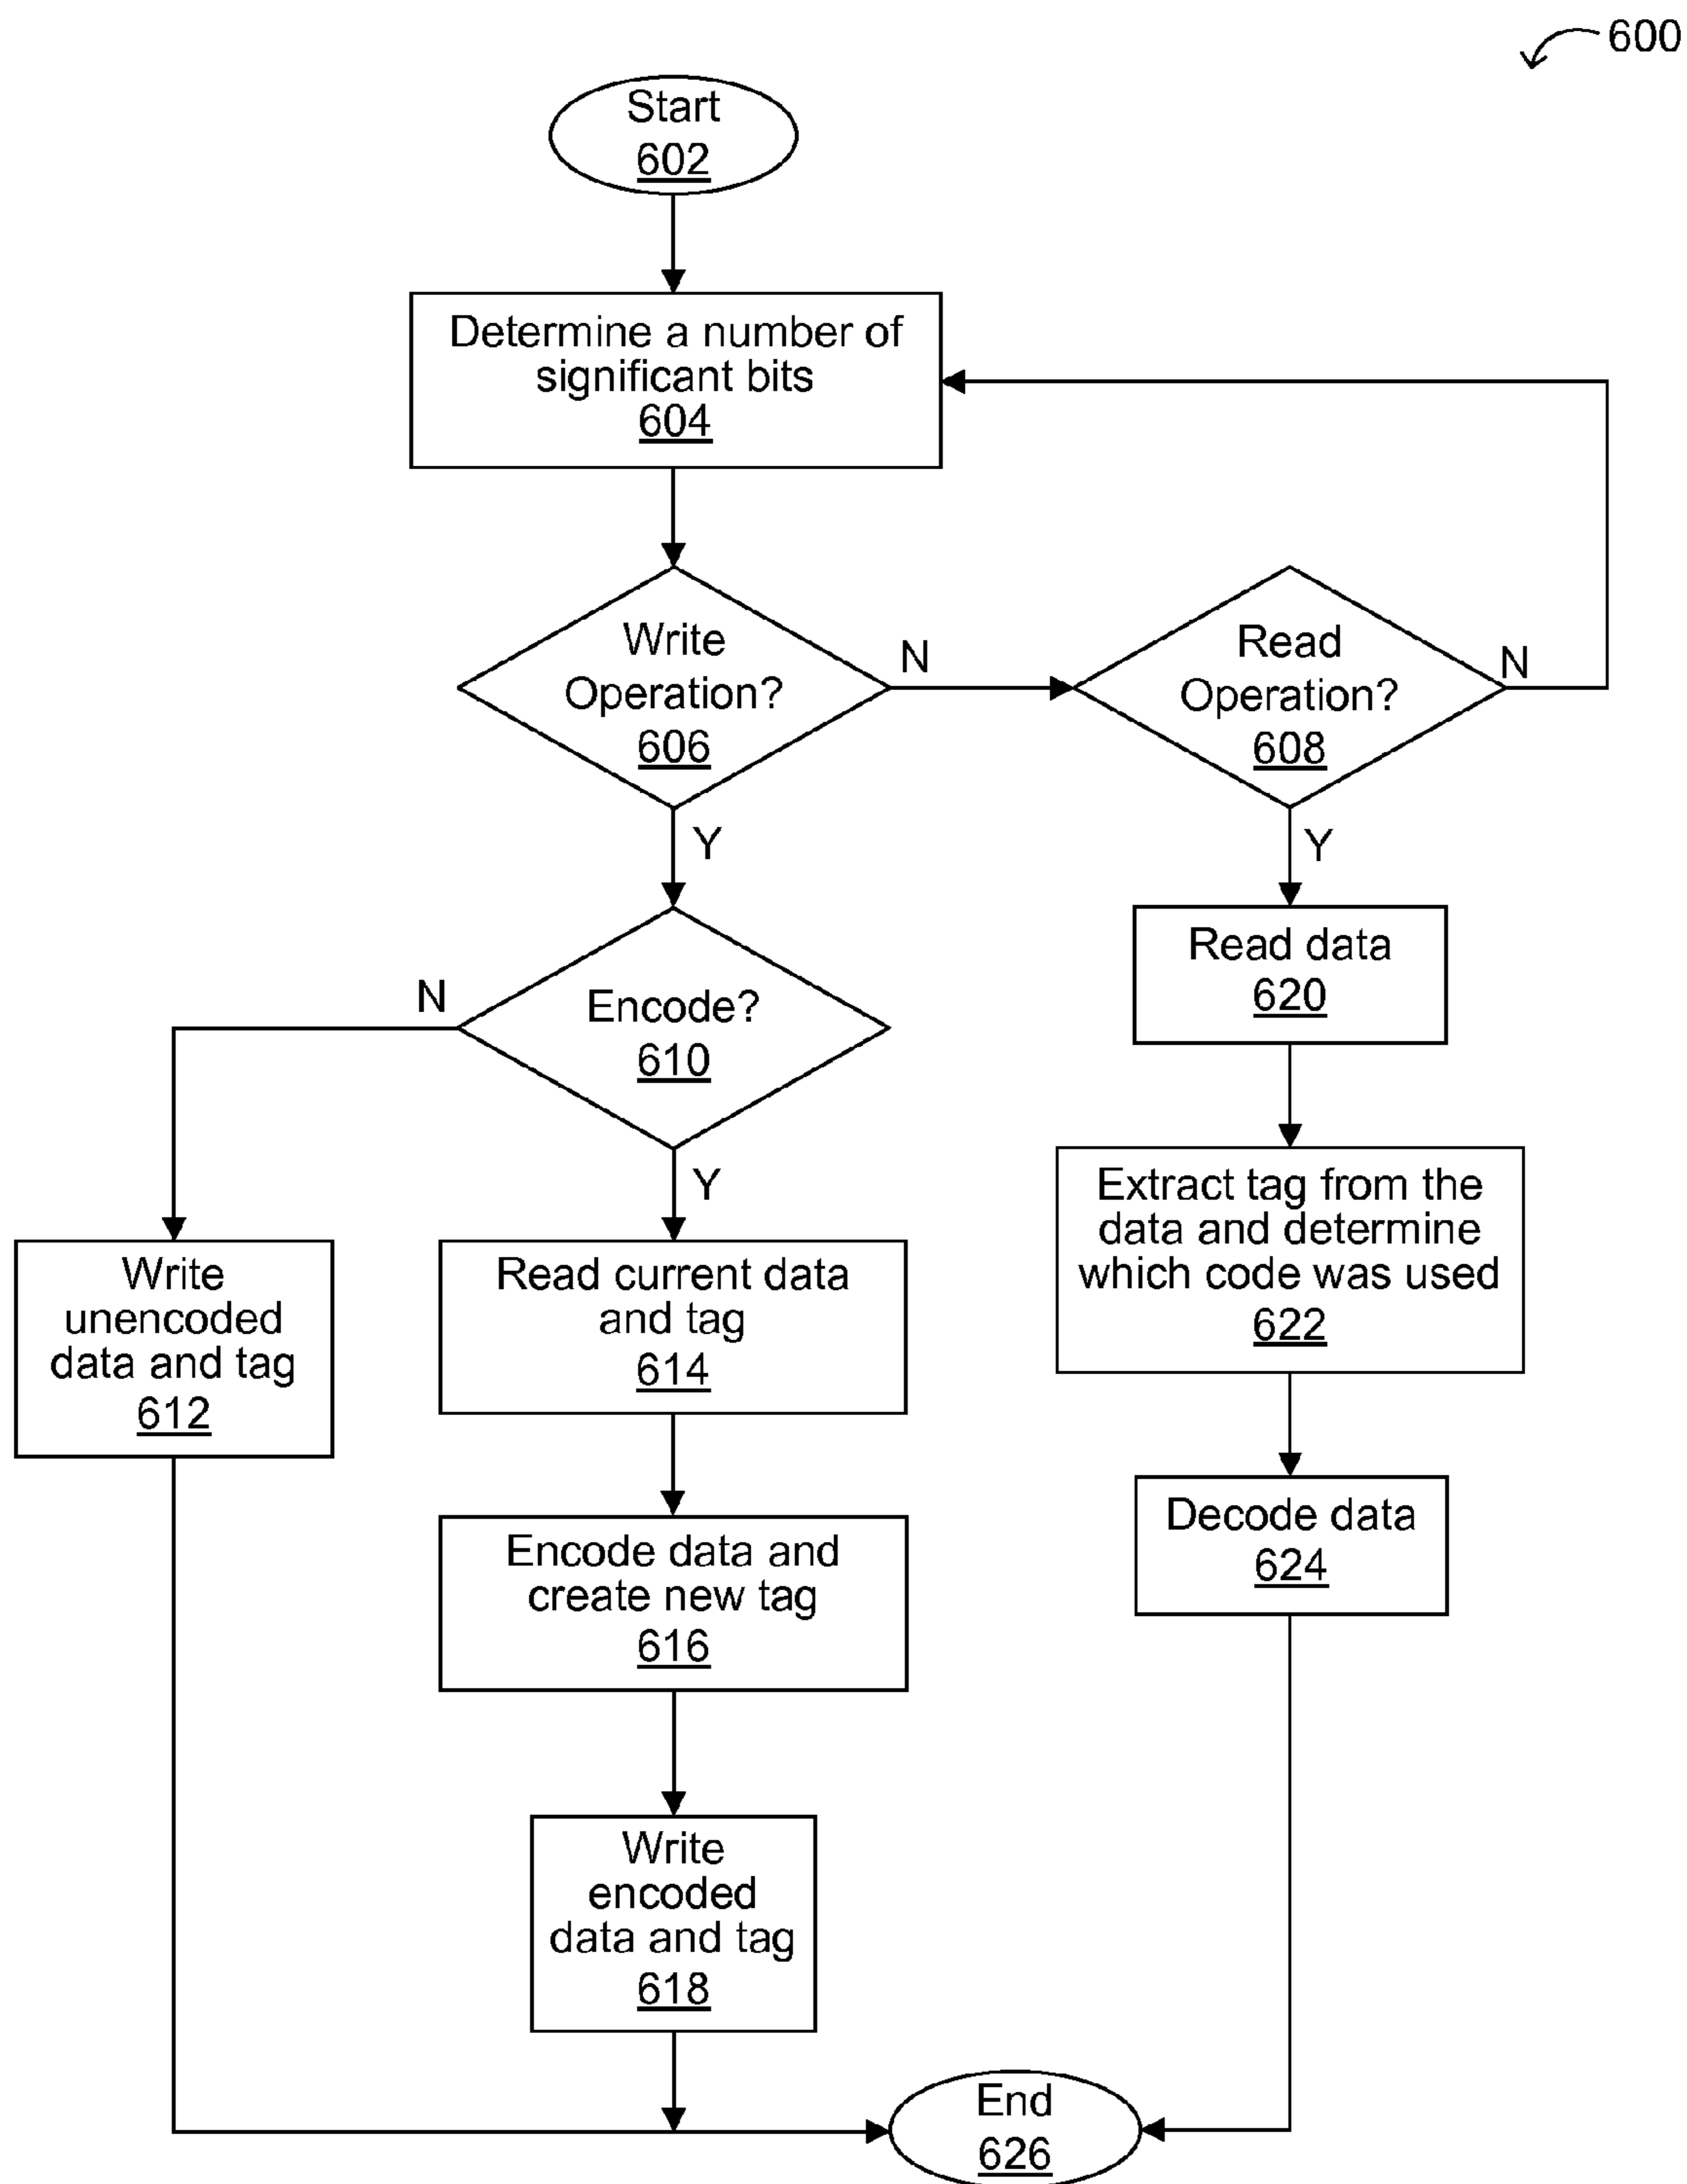 600
Start
602
Determine a number of
significant bits
604
Write
Operation?
606
N
Read
Operation?
608
N
Y
Y
Encode?
610
N
Y
Read data
620
Extract tag from the
data and determine
which code was used
622
Write
unencoded
data and tag
612
Read current data
and tag
614
Encode data and
create new tag
616
Decode data
624
Write
encoded
data and tag
618
End
626